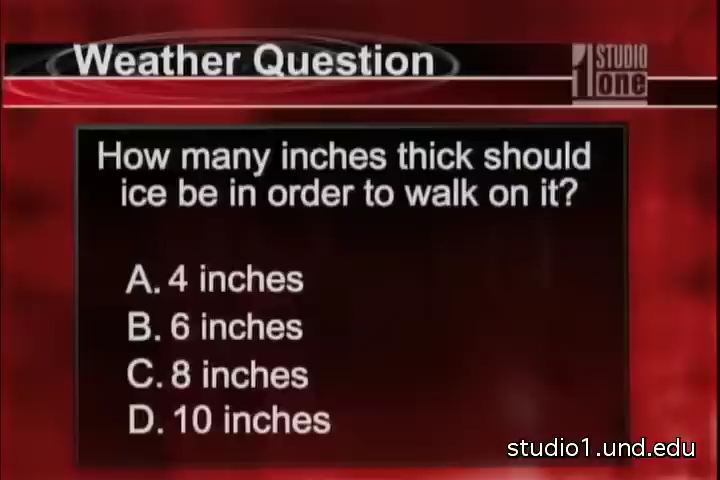 Weather Question
1 STUDIO
one
How many inches thick should
ice be in order to walk on it?
A. 4 inches
B. 6 inches
C. 8 inches
D. 10 inches
studio1.und.edu